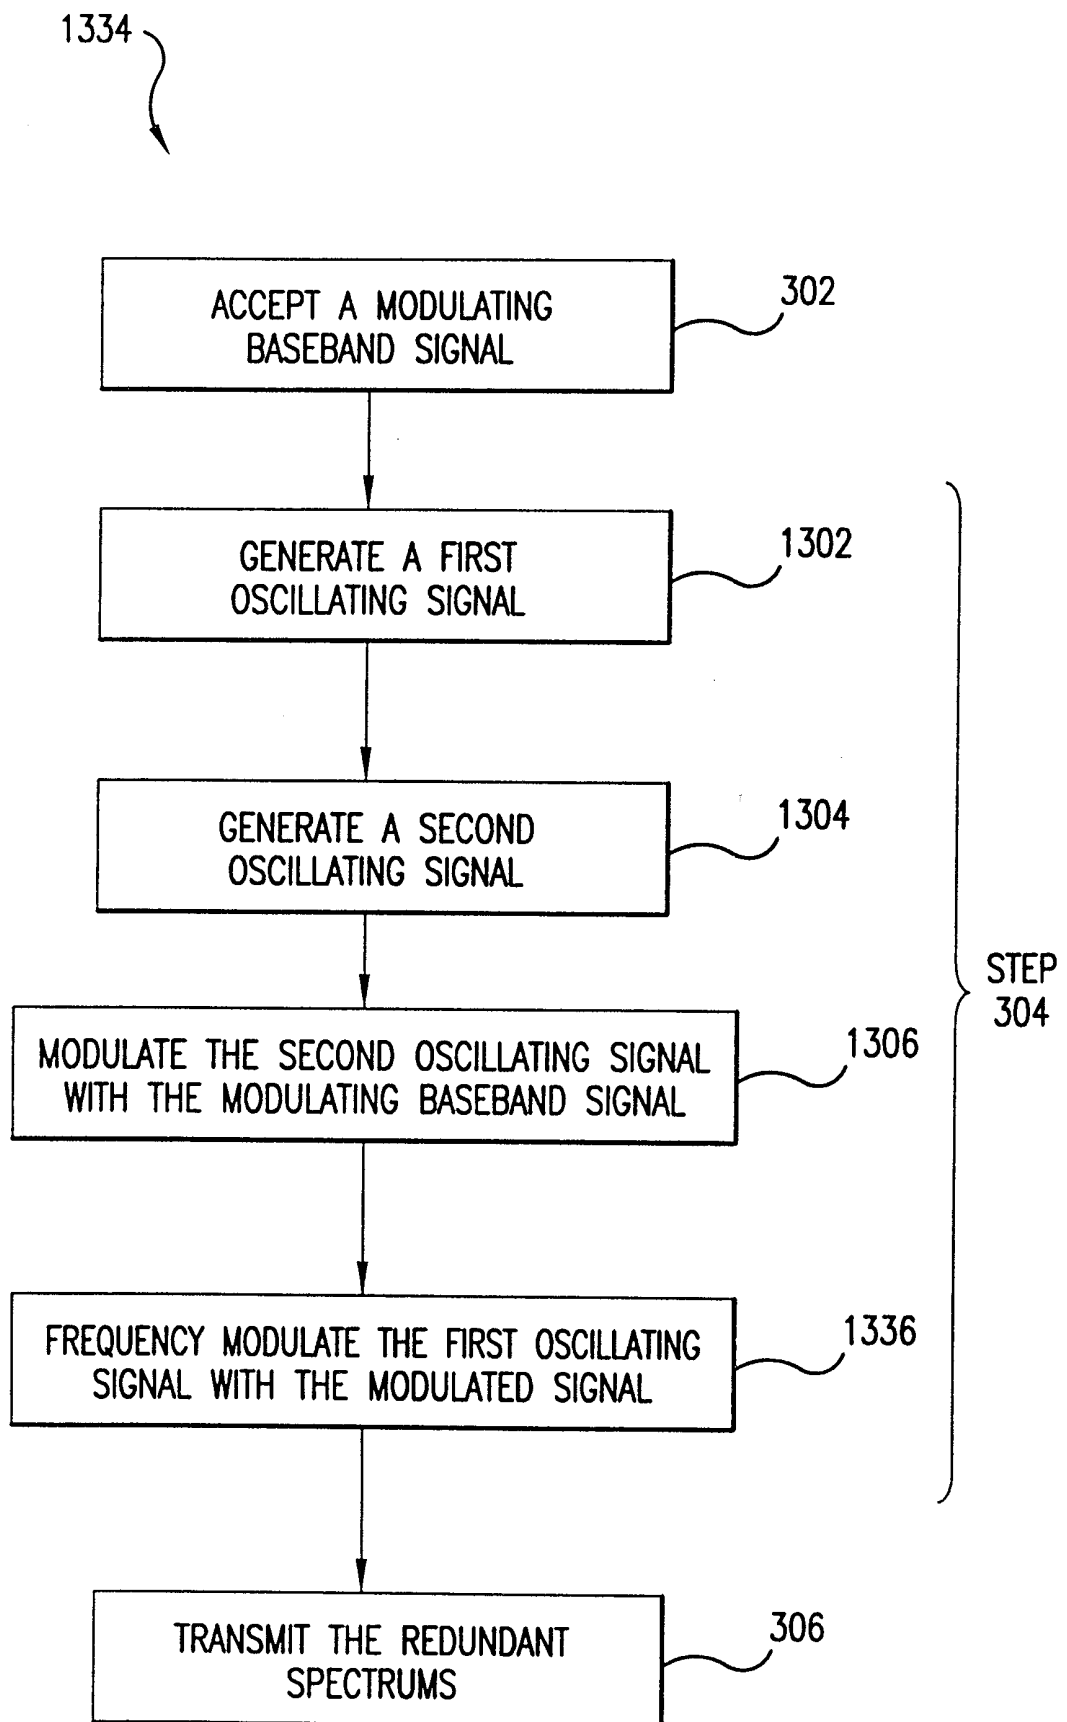 1334
ACCEPT A MODULATING
BASEBAND SIGNAL
302
GENERATE A FIRST
OSCILLATING SIGNAL
1302
GENERATE A SECOND
OSCILLATING SIGNAL
1304
STEP
304
MODULATE THE SECOND OSCILLATING SIGNAL
WITH THE MODULATING BASEBAND SIGNAL
1306
FREQUENCY MODULATE THE FIRST OSCILLATING
SIGNAL WITH THE MODULATED SIGNAL
1336
TRANSMIT THE REDUNDANT
SPECTRUMS
306